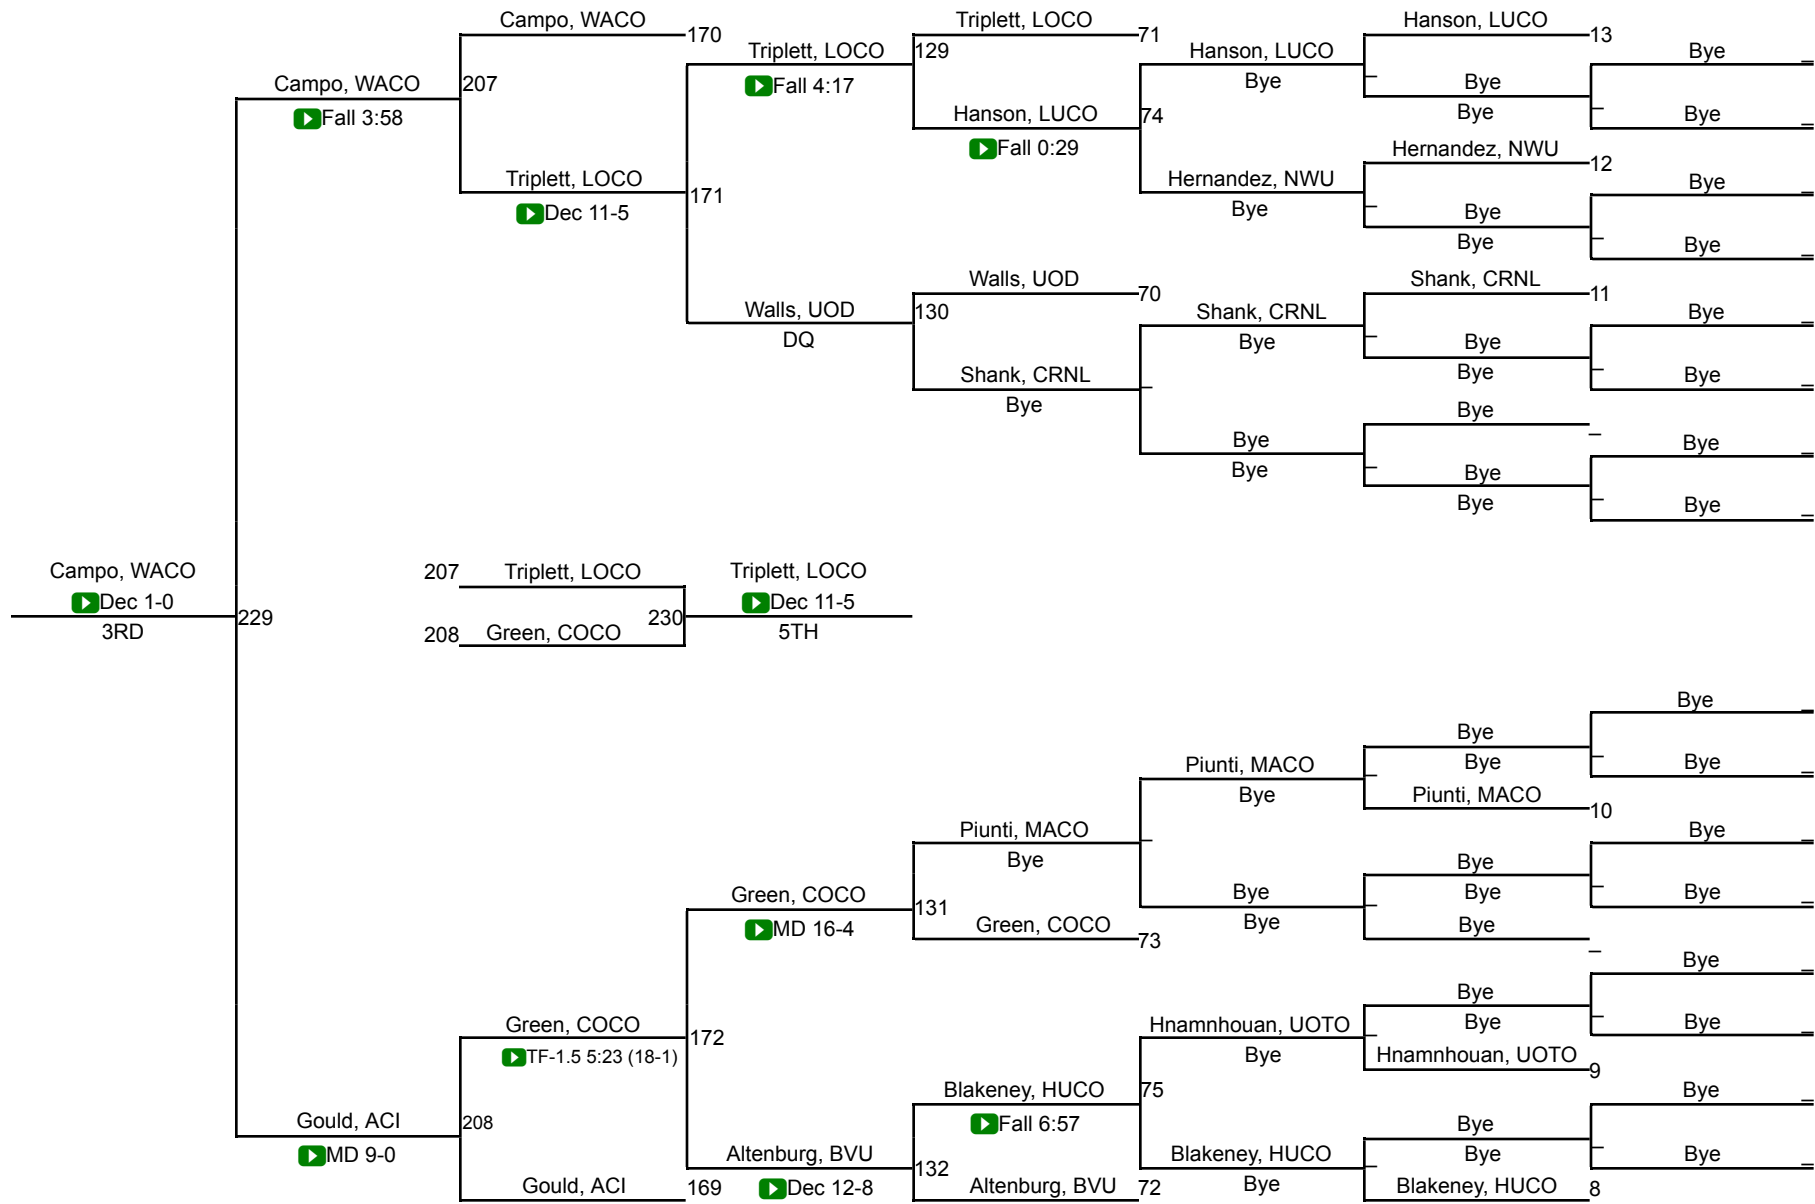 Campo, WACO
Triplett, LOCO
Hanson, LUCO
170
71
13
Triplett, LOCO
129
Hanson, LUCO
Bye
Campo, WACO
207
Fall 4:17
Bye
Bye
Fall 3:58
Hanson, LUCO
74
Bye
Bye
Fall 0:29
Hernandez, NWU
12
Triplett, LOCO
171
Hernandez, NWU
Bye
Dec 11-5
Bye
Bye
Bye
Bye
Walls, UOD
70
Shank, CRNL
11
Walls, UOD
130
Shank, CRNL
Bye
DQ
Bye
Bye
Shank, CRNL
Bye
Bye
Bye
Bye
Bye
Bye
Bye
Bye
Bye
Bye
Campo, WACO
207
Triplett, LOCO
Triplett, LOCO
Dec 1-0
Dec 11-5
229
230
3RD
208
Green, COCO
5TH
Bye
Bye
Bye
Bye
Piunti, MACO
Bye
Piunti, MACO
10
Piunti, MACO
Bye
Bye
Bye
Green, COCO
131
Bye
Bye
Bye
Bye
MD 16-4
Green, COCO
73
Bye
Bye
Bye
Green, COCO
172
Hnamnhouan, UOTO
Bye
Bye
TF-1.5 5:23 (18-1)
Bye
Hnamnhouan, UOTO
9
Blakeney, HUCO
75
Bye
Gould, ACI
208
Fall 6:57
Bye
MD 9-0
Altenburg, BVU
132
Blakeney, HUCO
Bye
Bye
Gould, ACI
169
Dec 12-8
Altenburg, BVU
72
Bye
Blakeney, HUCO
8